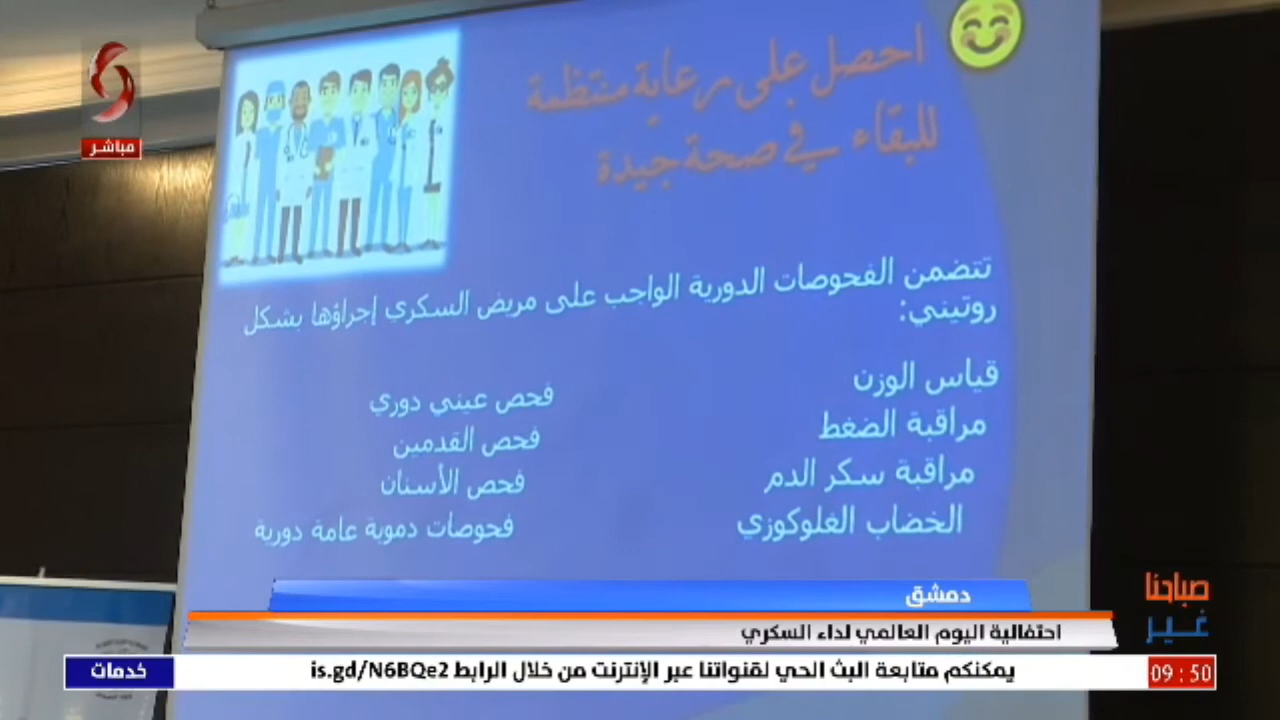 مباشر
احصل على رعاية منتظمة
للبقاء في صحة جيدة
تتضمن الفحوصات الدورية الواجب على مريض السكري إجراؤها بشكل
روتيني:
قياس الوزن
مراقبة الضغط
مراقبة سكر الدم
الخضاب الغلوكوزي
فحص عيني دوري
فحص القدمين
فحص الأسنان
فحوصات دموية عامة دورية
دمشق
احتفالية اليوم العالمي لداء السكري
صباحنا
غير
خدمات
يمكنكم متابعة البث الحي لقنواتنا عبر الإنترنت من خلال الرابط is.gd/N6BQe2
09:50